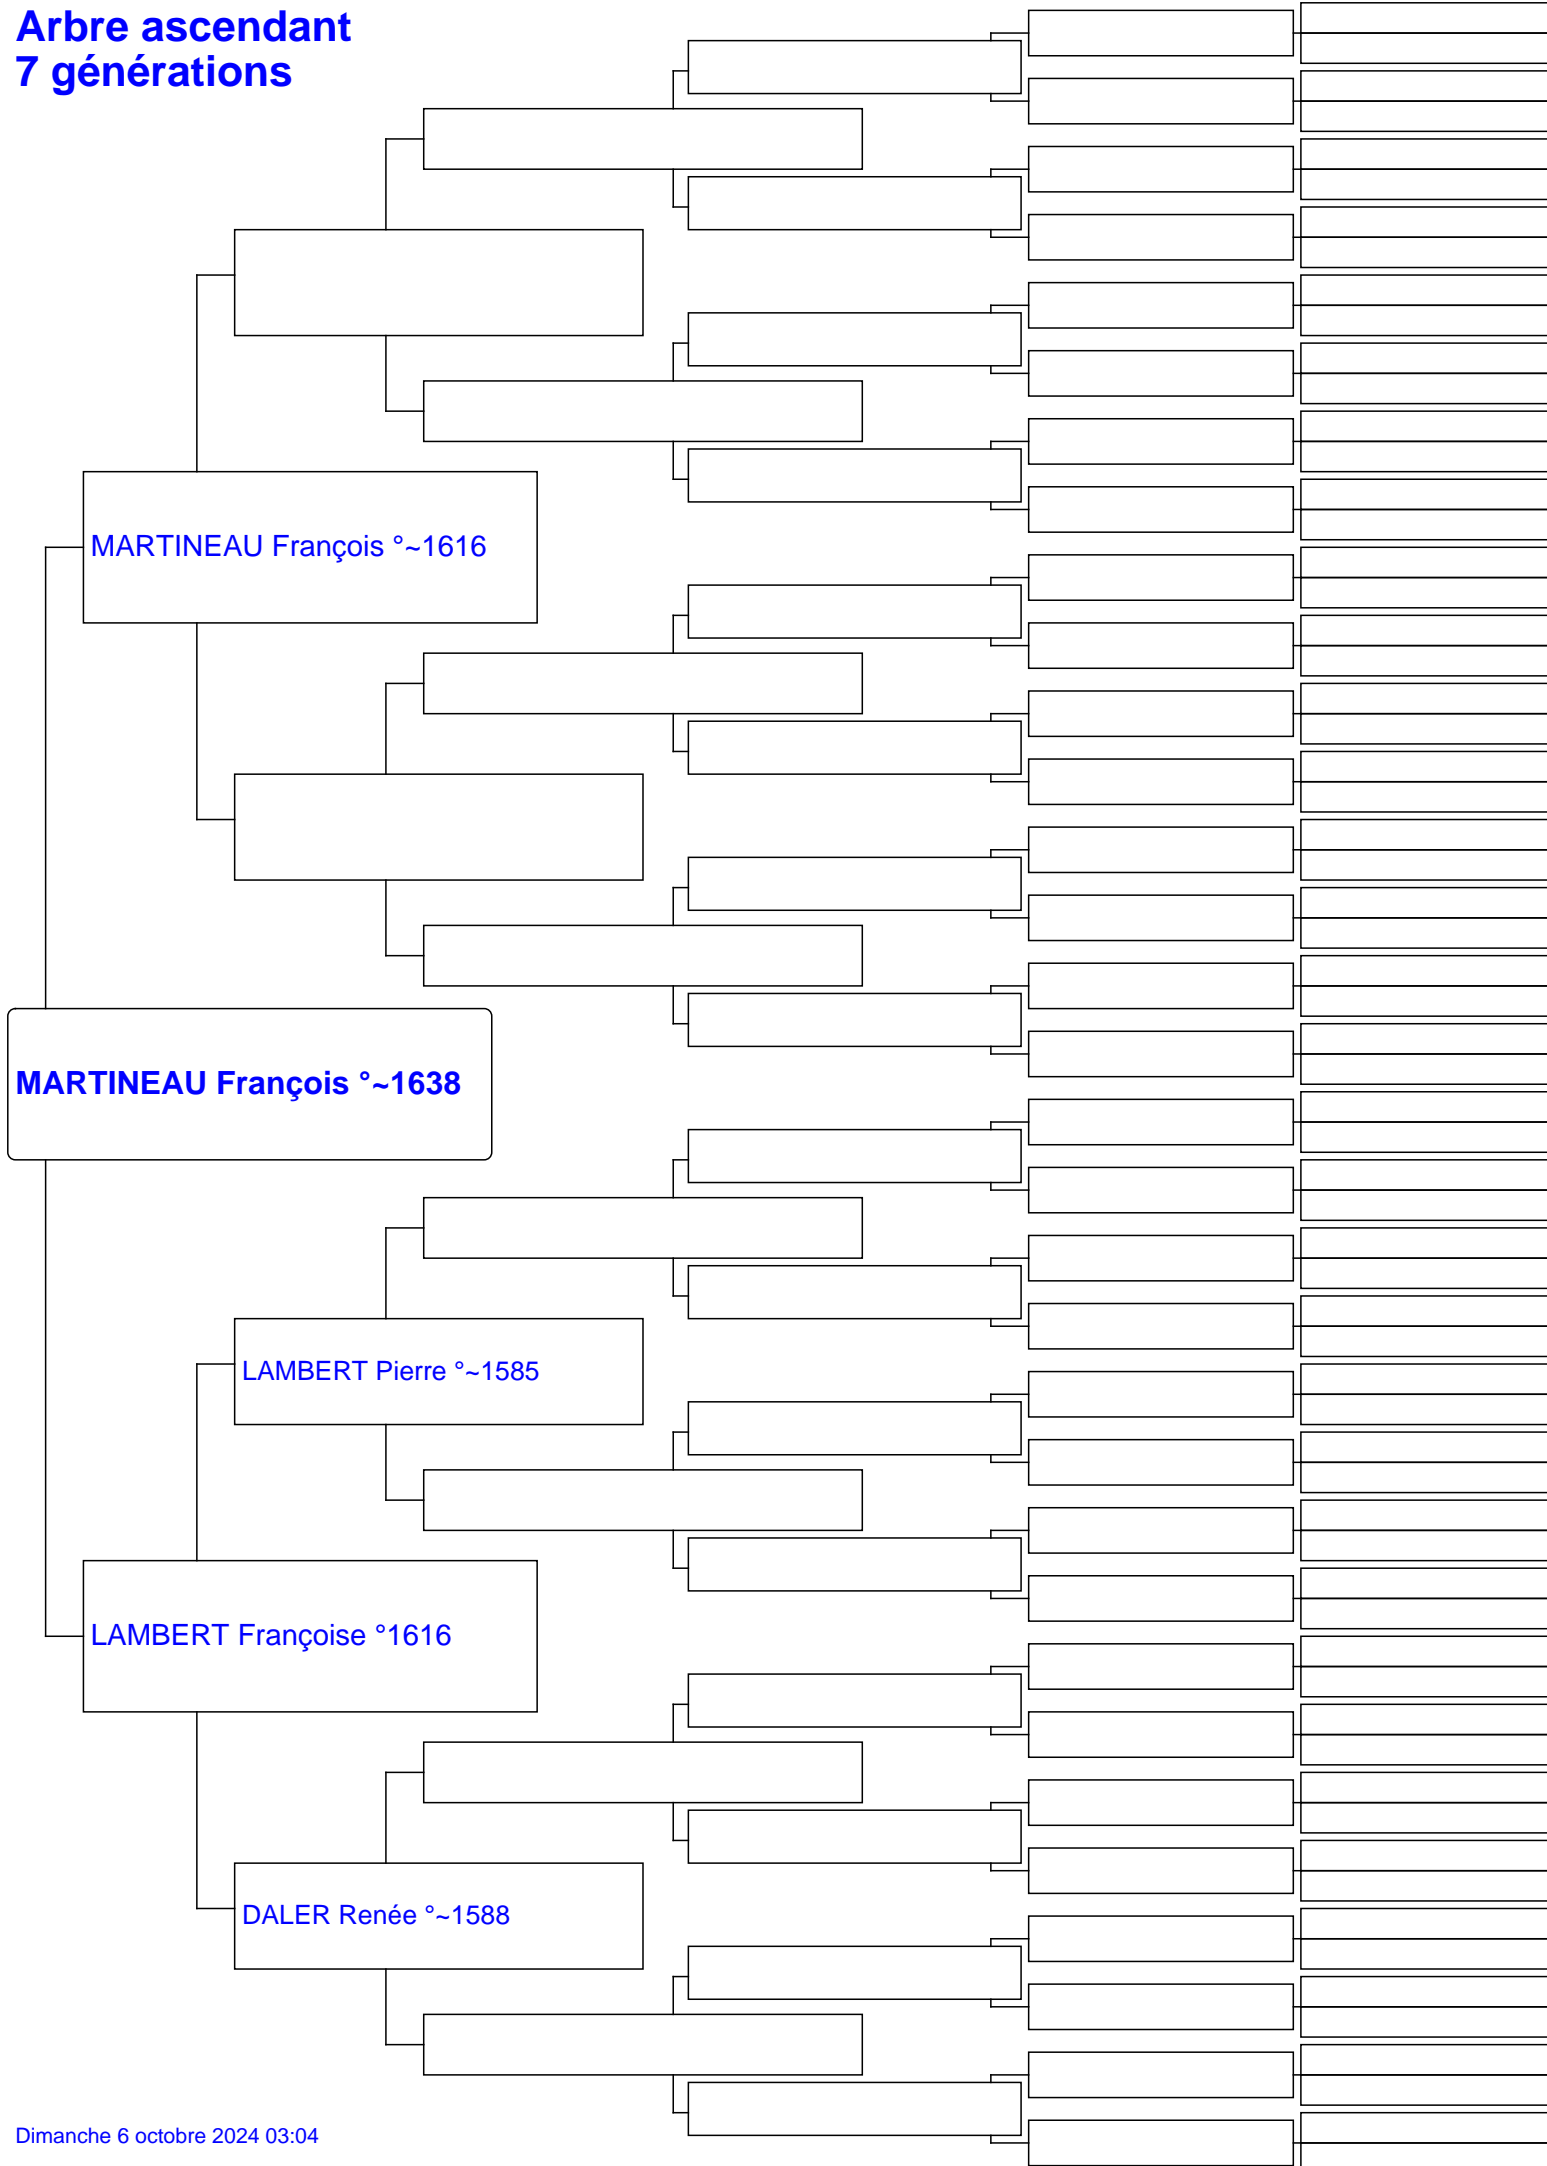 Arbre ascendant
7 générations
MARTINEAU François °~1616
MARTINEAU François °~1638
LAMBERT Pierre °~1585
LAMBERT Françoise °1616
DALER Renée °~1588
Dimanche 6 octobre 2024 03:04